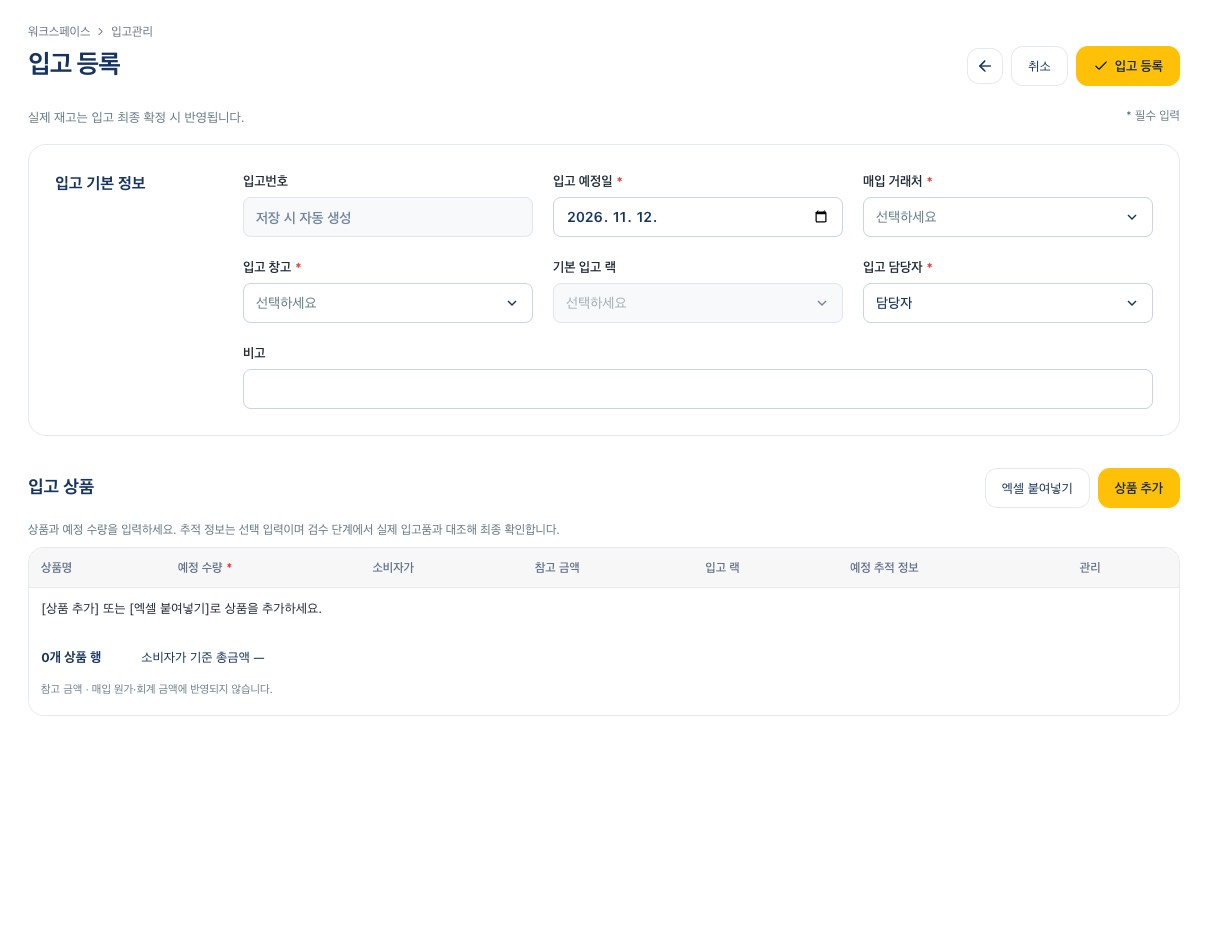 워크스페이스 > 입고관리
입고 등록
취소
입고 등록
실제 재고는 입고 최종 확정 시 반영됩니다.
* 필수 입력
입고 기본 정보
입고번호
입고 예정일 *
매입 거래처 *
저장 시 자동 생성
2026. 11. 12.
선택하세요
입고 창고 *
기본 입고 랙
입고 담당자 *
선택하세요
선택하세요
담당자
비고
입고 상품
엑셀 붙여넣기
상품 추가
상품과 예정 수량을 입력하세요. 추적 정보는 선택 입력이며 검수 단계에서 실제 입고품과 대조해 최종 확인합니다.
상품명 예정 수량 * 소비자가 참고 금액 입고 랙 예정 추적 정보 관리
[상품 추가] 또는 [엑셀 붙여넣기]로 상품을 추가하세요.
0개 상품 행 소비자가 기준 총금액 —
참고 금액 · 매입 원가·회계 금액에 반영되지 않습니다.